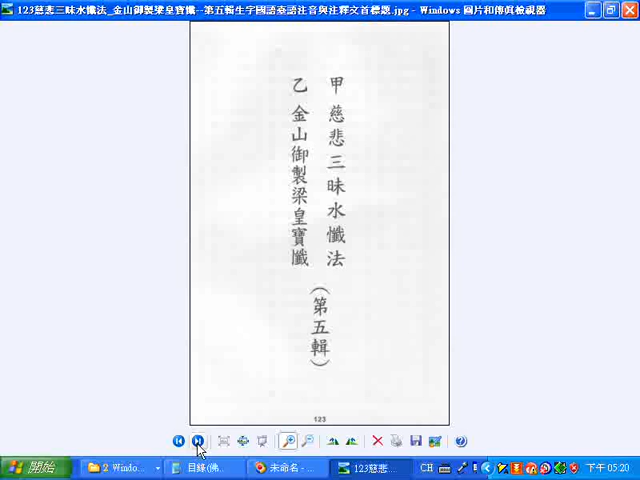 123慈悲三昧水懺法_金山御製梁皇寶懺--第五輯生字國語臺語注音與注釋文首標題.jpg - Windows 圖片和傳真檢視器
甲 慈悲三昧水懺法
乙 金山御製梁皇寶懺
（第五輯）
123
開始
2 Windo...
目錄(佛...
未命名 - ...
123慈悲...
CH
下午 05:20